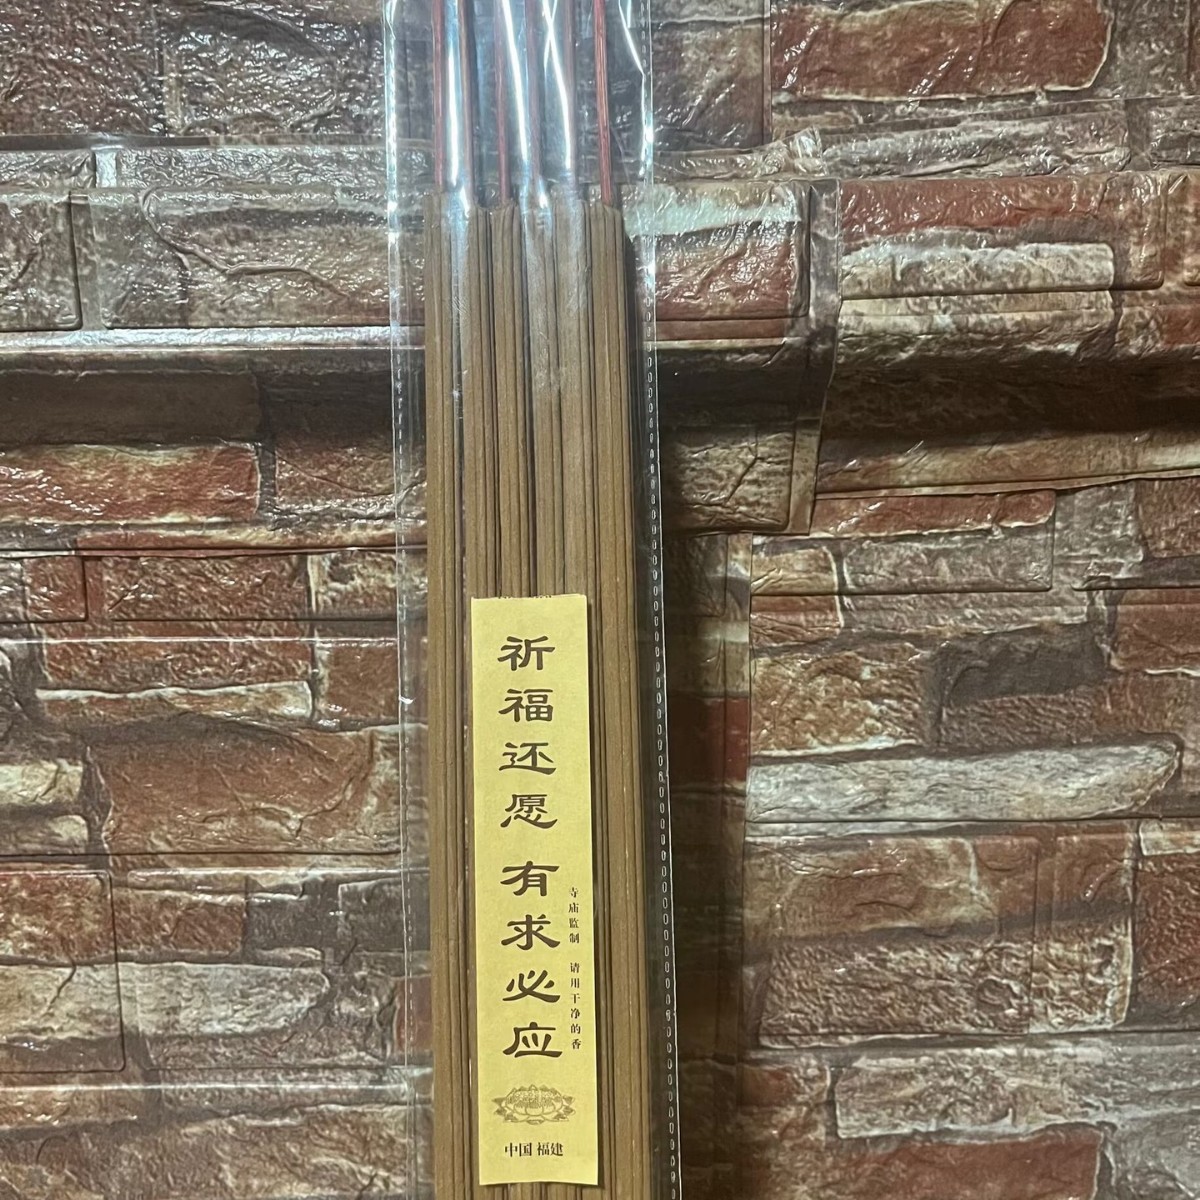 祈福还愿 有求必应
寺庙监制 请用干净的香
中国 福建